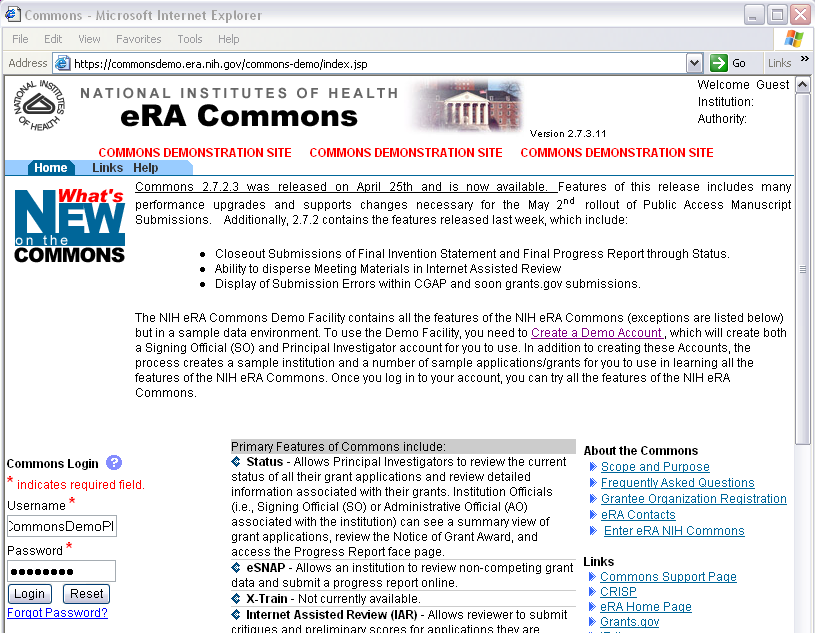 Commons - Microsoft Internet Explorer
File Edit View Favorites Tools Help
Address https://commonsdemo.era.nih.gov/commons-demo/index.jsp Go Links »
NATIONAL INSTITUTES OF HEALTH
NATIONAL INSTITUTES OF HEALTH
eRA Commons
Version 2.7.3.11
Welcome Guest
Institution:
Authority:
COMMONS DEMONSTRATION SITE COMMONS DEMONSTRATION SITE COMMONS DEMONSTRATION SITE
Home Links Help
What's
NEW
on the
COMMONS
Commons 2.7.2.3 was released on April 25th and is now available. Features of this release includes many
performance upgrades and supports changes necessary for the May 2nd rollout of Public Access Manuscript
Submissions. Additionally, 2.7.2 contains the features released last week, which include:
• Closeout Submissions of Final Invention Statement and Final Progress Report through Status.
• Ability to disperse Meeting Materials in Internet Assisted Review
• Display of Submission Errors within CGAP and soon grants.gov submissions.
The NIH eRA Commons Demo Facility contains all the features of the NIH eRA Commons (exceptions are listed below)
but in a sample data environment. To use the Demo Facility, you need to Create a Demo Account , which will create both
a Signing Official (SO) and Principal Investigator account for you to use. In addition to creating these Accounts, the
process creates a sample institution and a number of sample applications/grants for you to use in learning all the
features of the NIH eRA Commons. Once you log in to your account, you can try all the features of the NIH eRA
Commons.
Commons Login ?
* indicates required field.
Username *
CommonsDemoPI
Password *
●●●●●●●●
Login Reset
Forgot Password?
Primary Features of Commons include:
Status - Allows Principal Investigators to review the current
status of all their grant applications and review detailed
information associated with their grants. Institution Officials
(i.e., Signing Official (SO) or Administrative Official (AO)
associated with the institution) can see a summary view of
grant applications, review the Notice of Grant Award, and
access the Progress Report face page.
eSNAP - Allows an institution to review non-competing grant
data and submit a progress report online.
X-Train - Not currently available.
Internet Assisted Review (IAR) - Allows reviewer to submit
critiques and preliminary scores for applications they are
About the Commons
Scope and Purpose
Frequently Asked Questions
Grantee Organization Registration
eRA Contacts
Enter eRA NIH Commons
Links
Commons Support Page
CRISP
eRA Home Page
Grants.gov